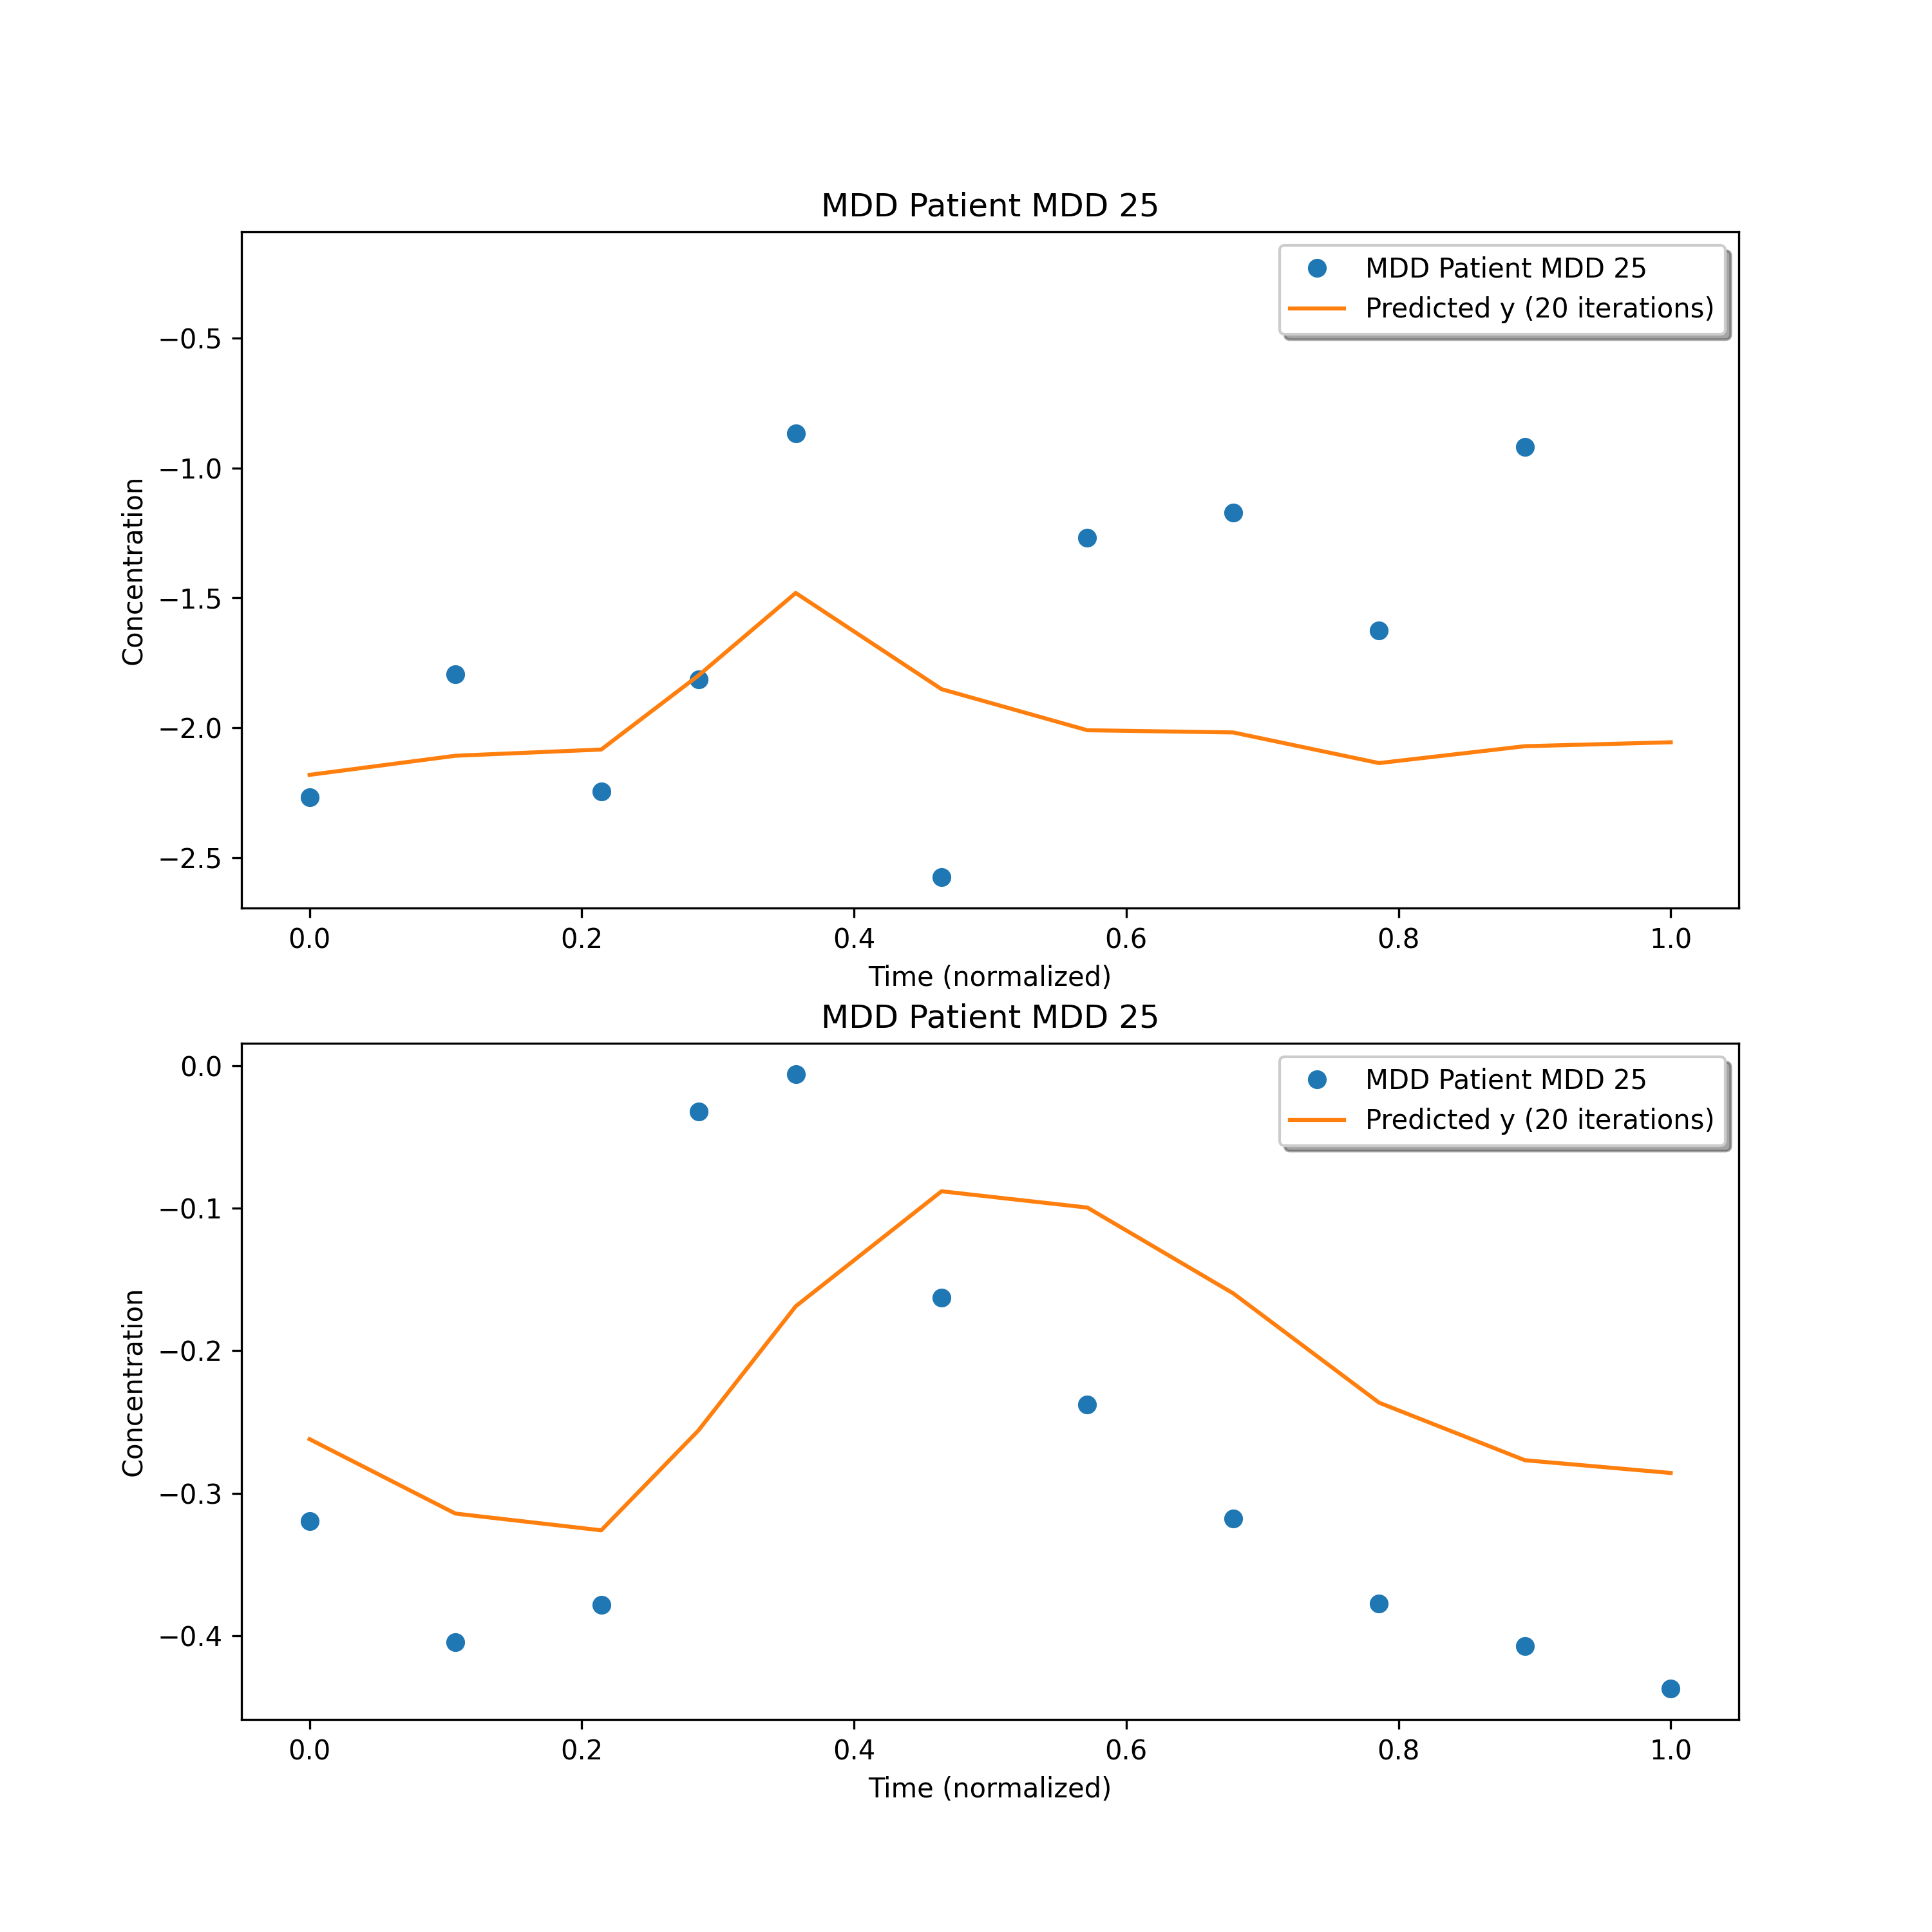 MDD Patient MDD 25
MDD Patient MDD 25
Predicted y (20 iterations)
−0.5
−1.0
−1.5
−2.0
−2.5
Concentration
0.0 0.2 0.4 0.6 0.8 1.0
Time (normalized)
MDD Patient MDD 25
MDD Patient MDD 25
Predicted y (20 iterations)
0.0
−0.1
−0.2
−0.3
−0.4
Concentration
0.0 0.2 0.4 0.6 0.8 1.0
Time (normalized)